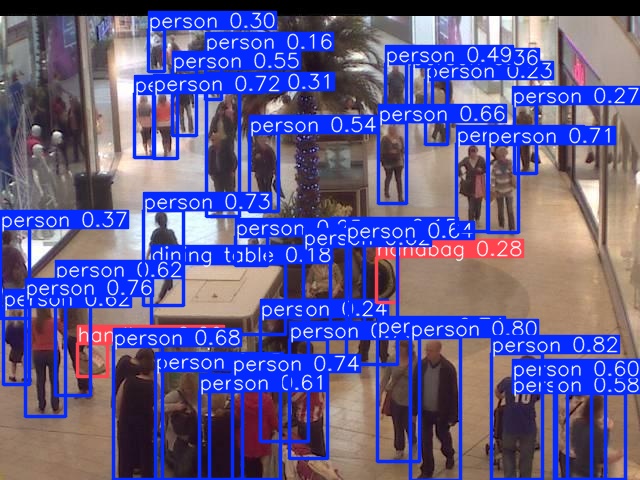 person 0.30
person 0.16
person 0.55
person 0.4936
person 0.23
person 0.72 0.31
person 0.27
person 0.66
person 0.54
person 0.71
person 0.73
person 0.37
person 0.64
dining table 0.18
handbag 0.28
person 0.62
person 0.76
person 0.62
0.24
person 0.68
person 0.80
person 0.82
person 0.74
person 0.60
person 0.61
person 0.58